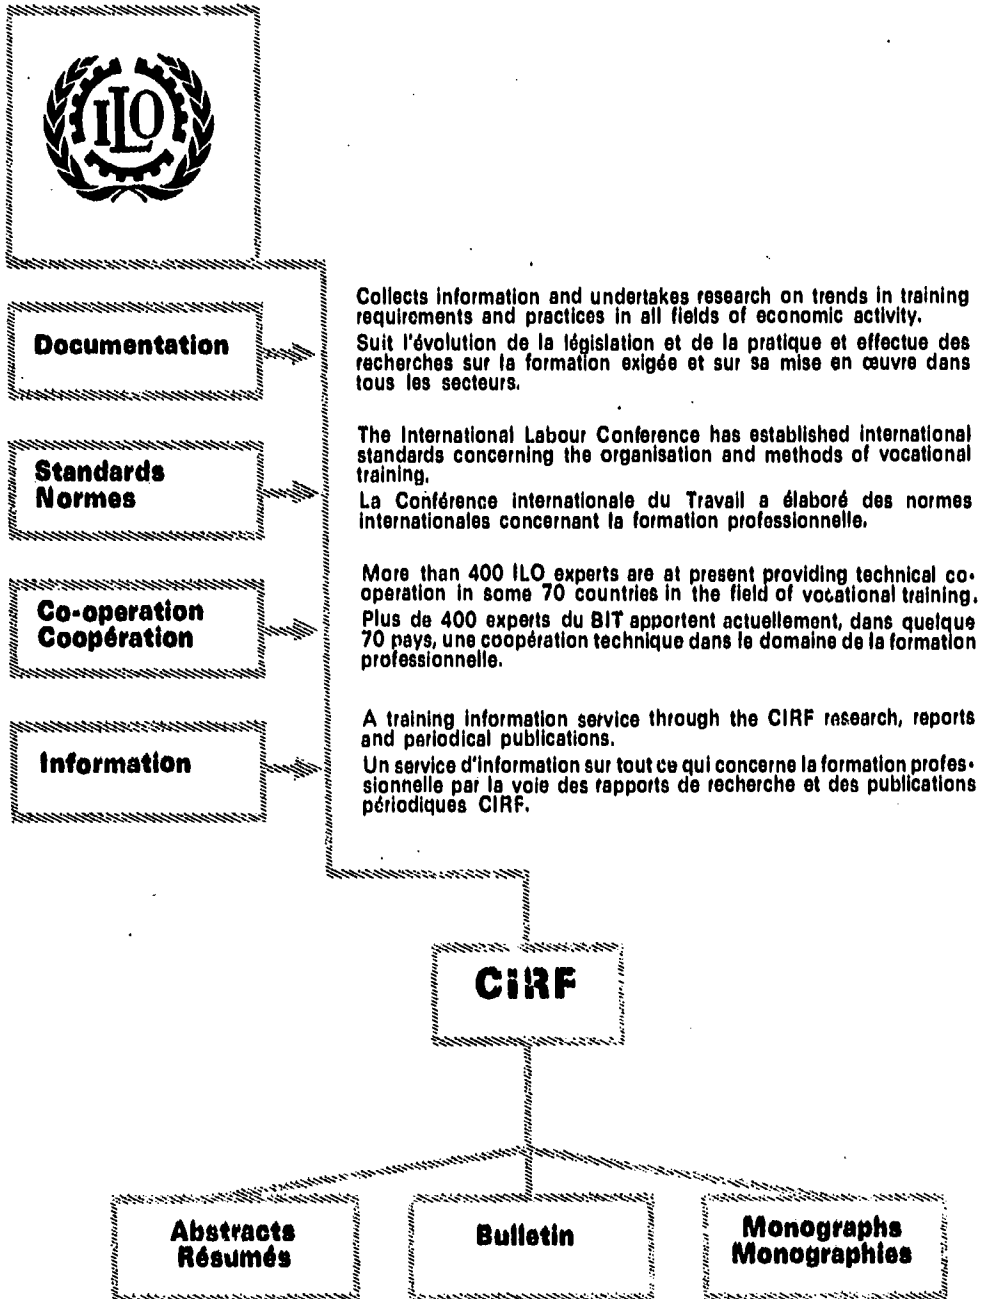 ILO
Documentation
Collects information and undertakes research on trends in training
requirements and practices in all fields of economic activity.
Suit l'évolution de la législation et de la pratique et effectue des
recherches sur la formation exigée et sur sa mise en œuvre dans
tous les secteurs.
Standards
Normes
The International Labour Conference has established international
standards concerning the organisation and methods of vocational
training.
La Conférence internationale du Travail a élaboré des normes
internationales concernant la formation professionnelle.
Co-operation
Coopération
More than 400 ILO experts are at present providing technical co-
operation in some 70 countries in the field of vocational training.
Plus de 400 experts du BIT apportent actuellement, dans quelque
70 pays, une coopération technique dans le domaine de la formation
professionnelle.
Information
A training information service through the CIRF research, reports
and periodical publications.
Un service d'information sur tout ce qui concerne la formation profes-
sionnelle par la voie des rapports de recherche et des publications
périodiques CIRF.
CIRF
Abstracts
Résumés
Bulletin
Monographs
Monographies